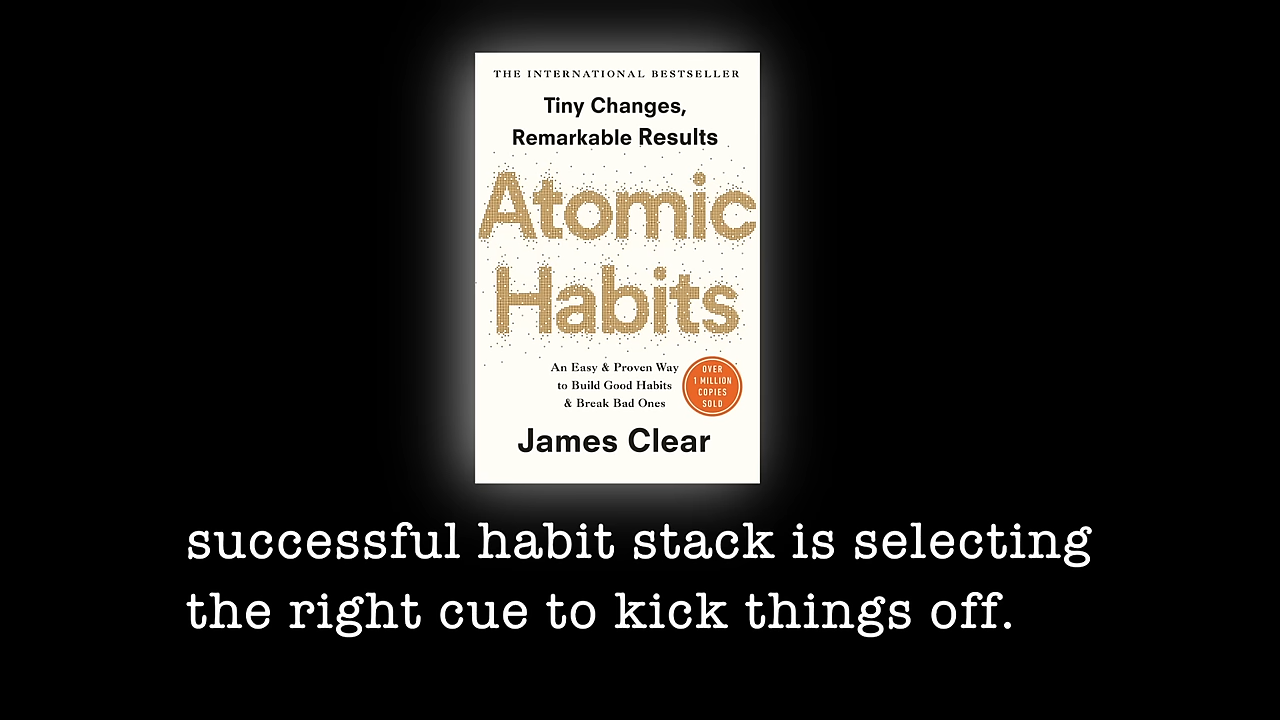 THE INTERNATIONAL BESTSELLER
Tiny Changes,
Remarkable Results
Atomic
Habits
An Easy & Proven Way
to Build Good Habits
& Break Bad Ones
OVER
1 MILLION
COPIES
SOLD
James Clear
successful habit stack is selecting
the right cue to kick things off.